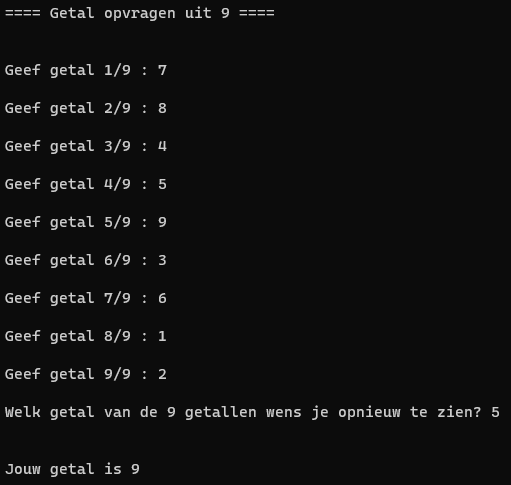 ==== Getal opvragen uit 9 ====
Geef getal 1/9 : 7
Geef getal 2/9 : 8
Geef getal 3/9 : 4
Geef getal 4/9 : 5
Geef getal 5/9 : 9
Geef getal 6/9 : 3
Geef getal 7/9 : 6
Geef getal 8/9 : 1
Geef getal 9/9 : 2
Welk getal van de 9 getallen wens je opnieuw te zien? 5
Jouw getal is 9